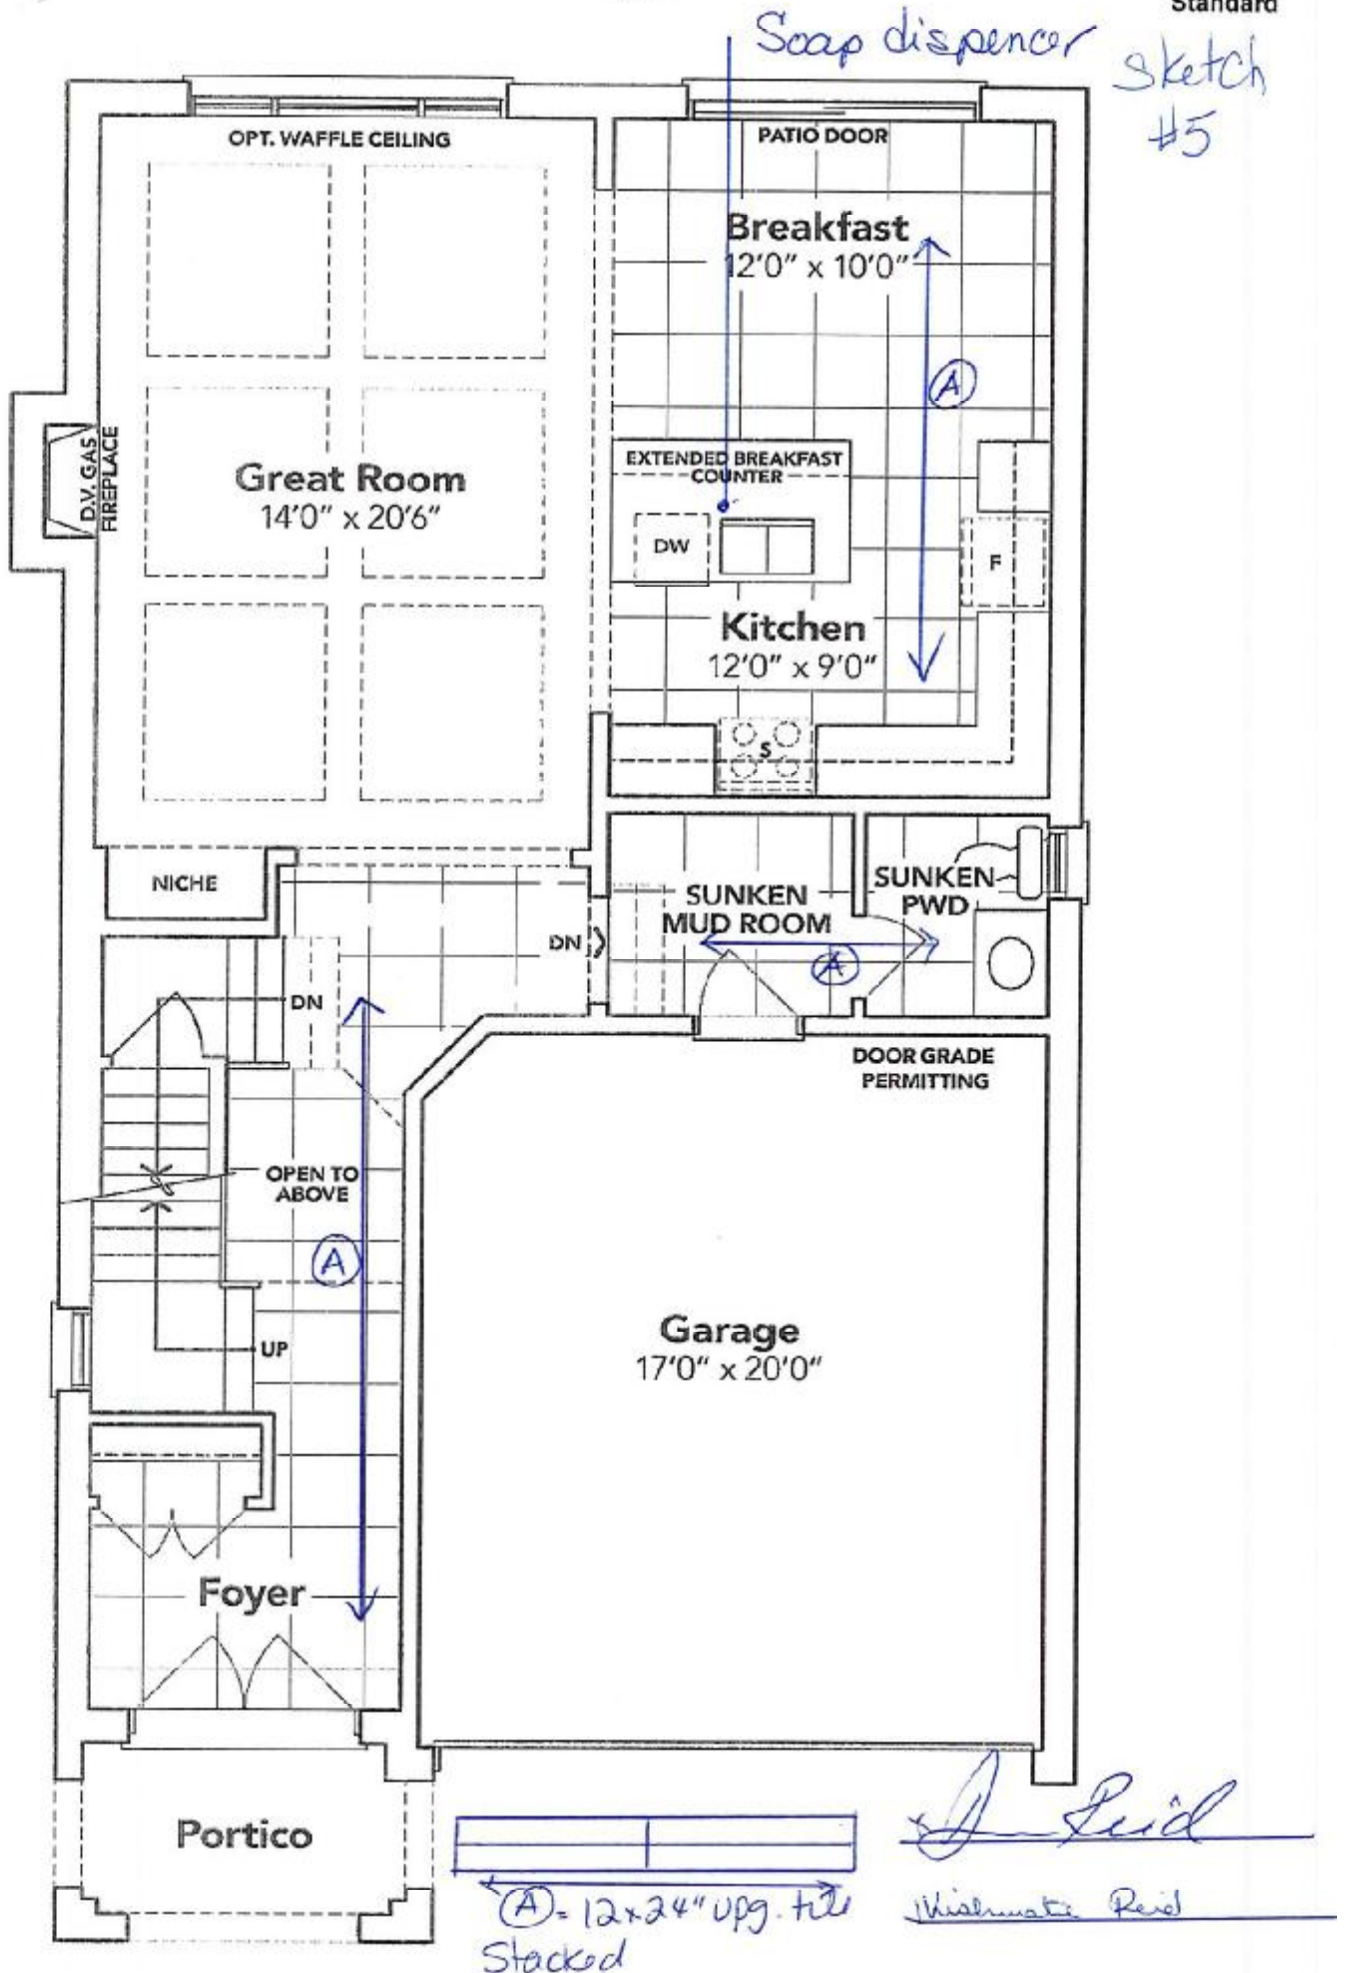 Standard
Soap dispencer
Sketch
#5
OPT. WAFFLE CEILING
PATIO DOOR
Breakfast
12'0" x 10'0"
A
EXTENDED BREAKFAST
COUNTER
D.V. GAS
FIREPLACE
Great Room
14'0" x 20'6"
DW
F
Kitchen
12'0" x 9'0"
S
NICHE
SUNKEN
MUD ROOM
SUNKEN
PWD
DN
A
DN
DOOR GRADE
PERMITTING
OPEN TO
ABOVE
A
Garage
17'0" x 20'0"
UP
Foyer
Portico
x Reid
A = 12x24" upg. tile
Stacked
Reid